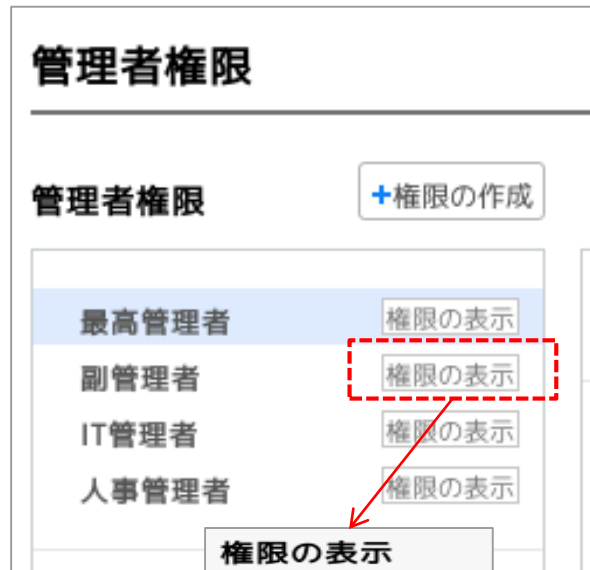 管理者権限
管理者権限 +権限の作成
最高管理者 権限の表示
副管理者 権限の表示
IT管理者 権限の表示
人事管理者 権限の表示
権限の表示